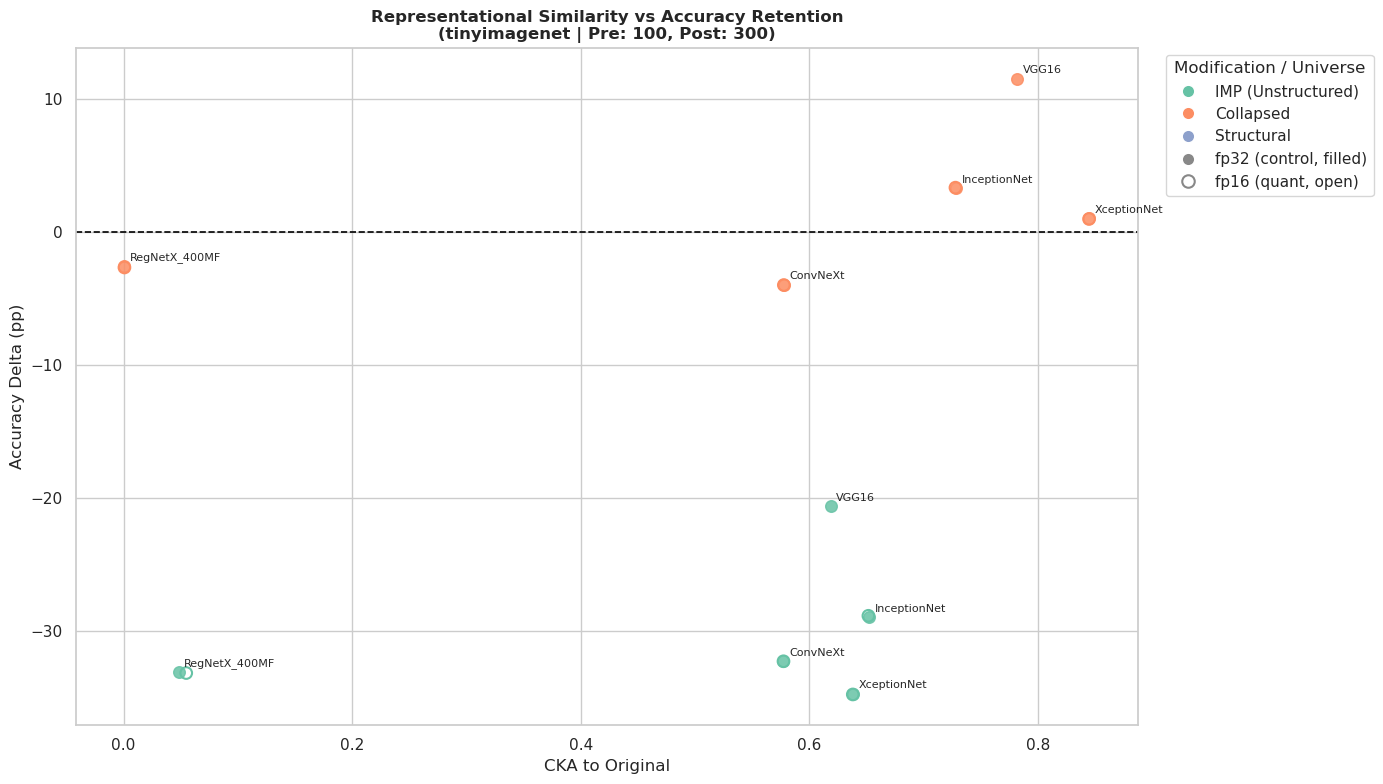 Representational Similarity vs Accuracy Retention
(tinyimagenet | Pre: 100, Post: 300)
Modification / Universe
IMP (Unstructured)
Collapsed
Structural
fp32 (control, filled)
fp16 (quant, open)
VGG16
InceptionNet
XceptionNet
RegNetX_400MF
ConvNeXt
VGG16
InceptionNet
ConvNeXt
RegNetX_400MF
XceptionNet
10
0
−10
−20
−30
Accuracy Delta (pp)
0.0
0.2
0.4
0.6
0.8
CKA to Original